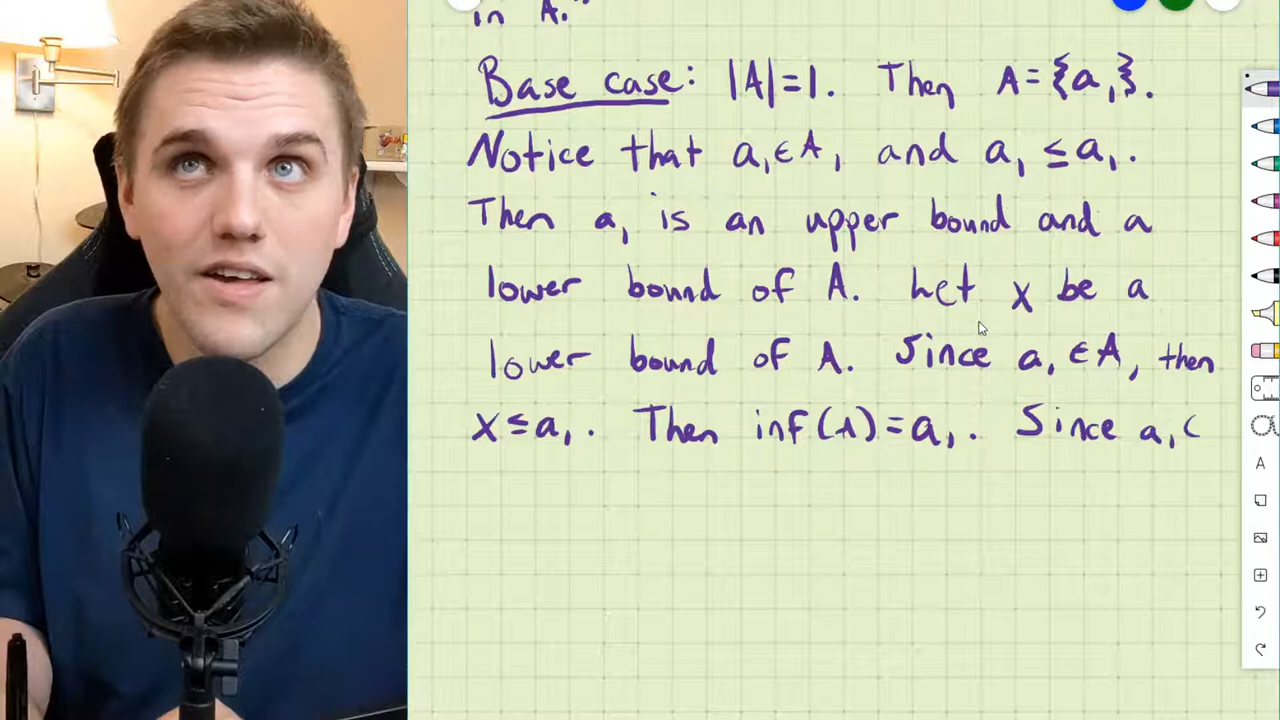 in A."
Base case: |A|=1. Then A={a₁}.
Notice that a₁∈A, and a₁ ≤ a₁.
Then a₁ is an upper bound and a
lower bound of A. Let x be a
lower bound of A. Since a₁ ∈ A, then
x ≤ a₁. Then inf(A) = a₁. Since a₁ (
A